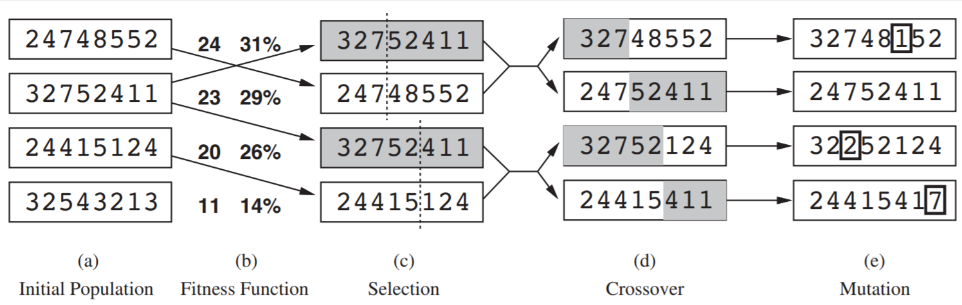 24748552 24 31% 32752411 32748552 32748152
32752411 23 29% 24748552 24752411 24752411
24415124 20 26% 32752411 32752124 32252124
32543213 11 14% 24415124 24415411 24415417
(a) (b) (c) (d) (e)
Initial Population Fitness Function Selection Crossover Mutation